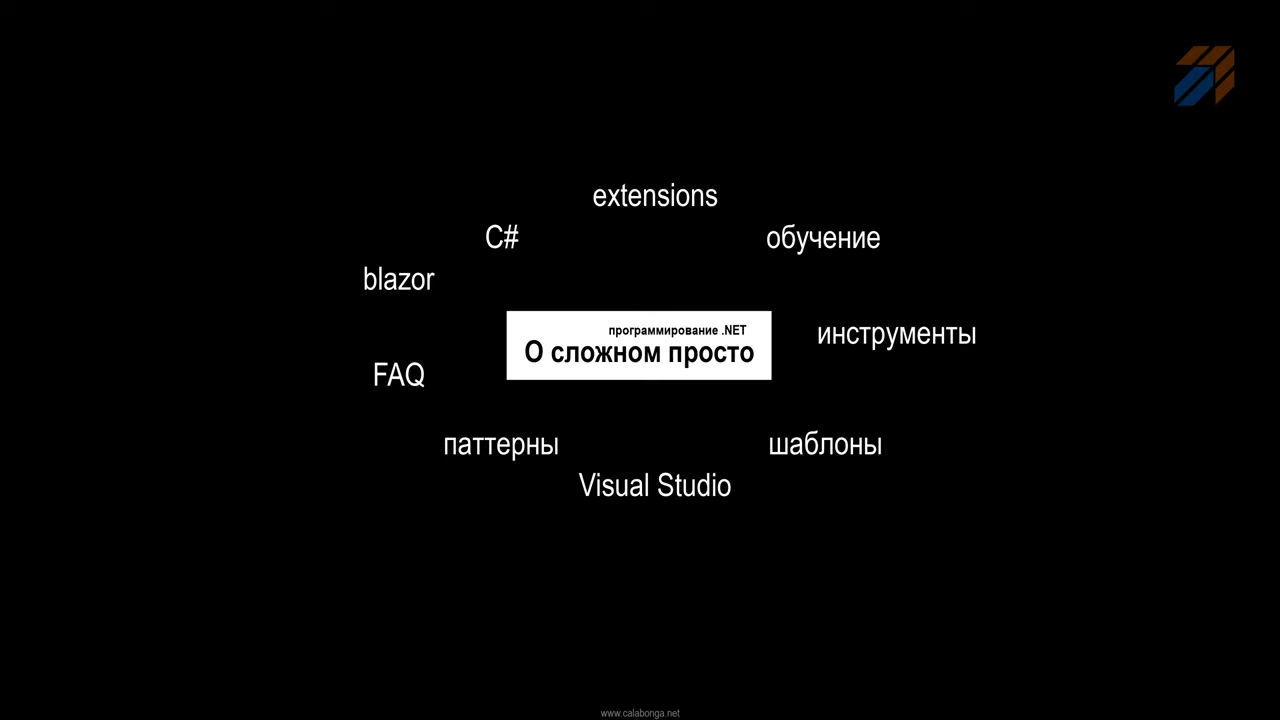 extensions
C#
обучение
blazor
программирование .NET
О сложном просто
инструменты
FAQ
паттерны
шаблоны
Visual Studio
www.calabonga.net